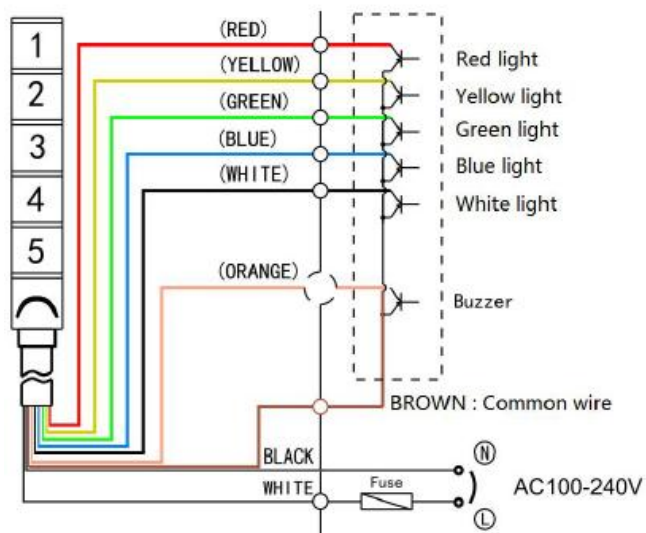 1
(RED)
Red light
2
(YELLOW)
Yellow light
(GREEN)
Green light
3
(BLUE)
Blue light
4
(WHITE)
White light
5
(ORANGE)
Buzzer
BROWN : Common wire
BLACK
N
WHITE
Fuse
AC100-240V
L